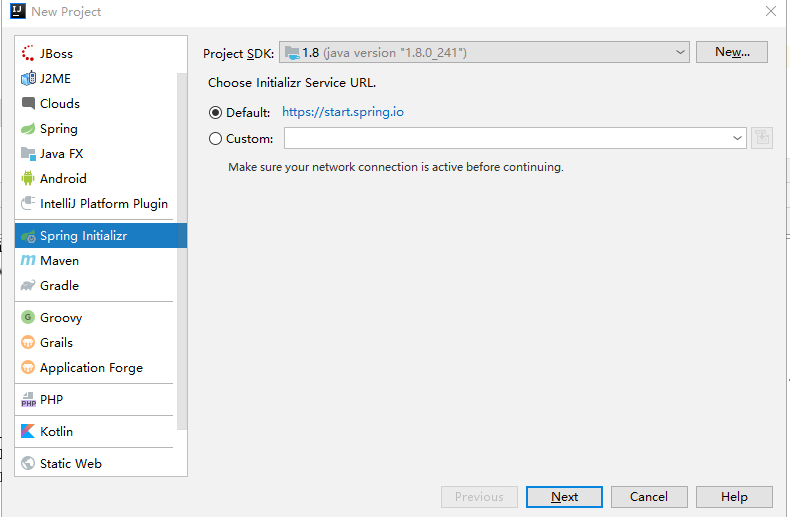 New Project
JBoss
J2ME
Clouds
Spring
Java FX
Android
IntelliJ Platform Plugin
Spring Initializr
Maven
Gradle
Groovy
Grails
Application Forge
PHP
Kotlin
Static Web
Project SDK: 1.8 (java version "1.8.0_241") New...
Choose Initializr Service URL.
Default: https://start.spring.io
Custom:
Make sure your network connection is active before continuing.
Previous Next Cancel Help